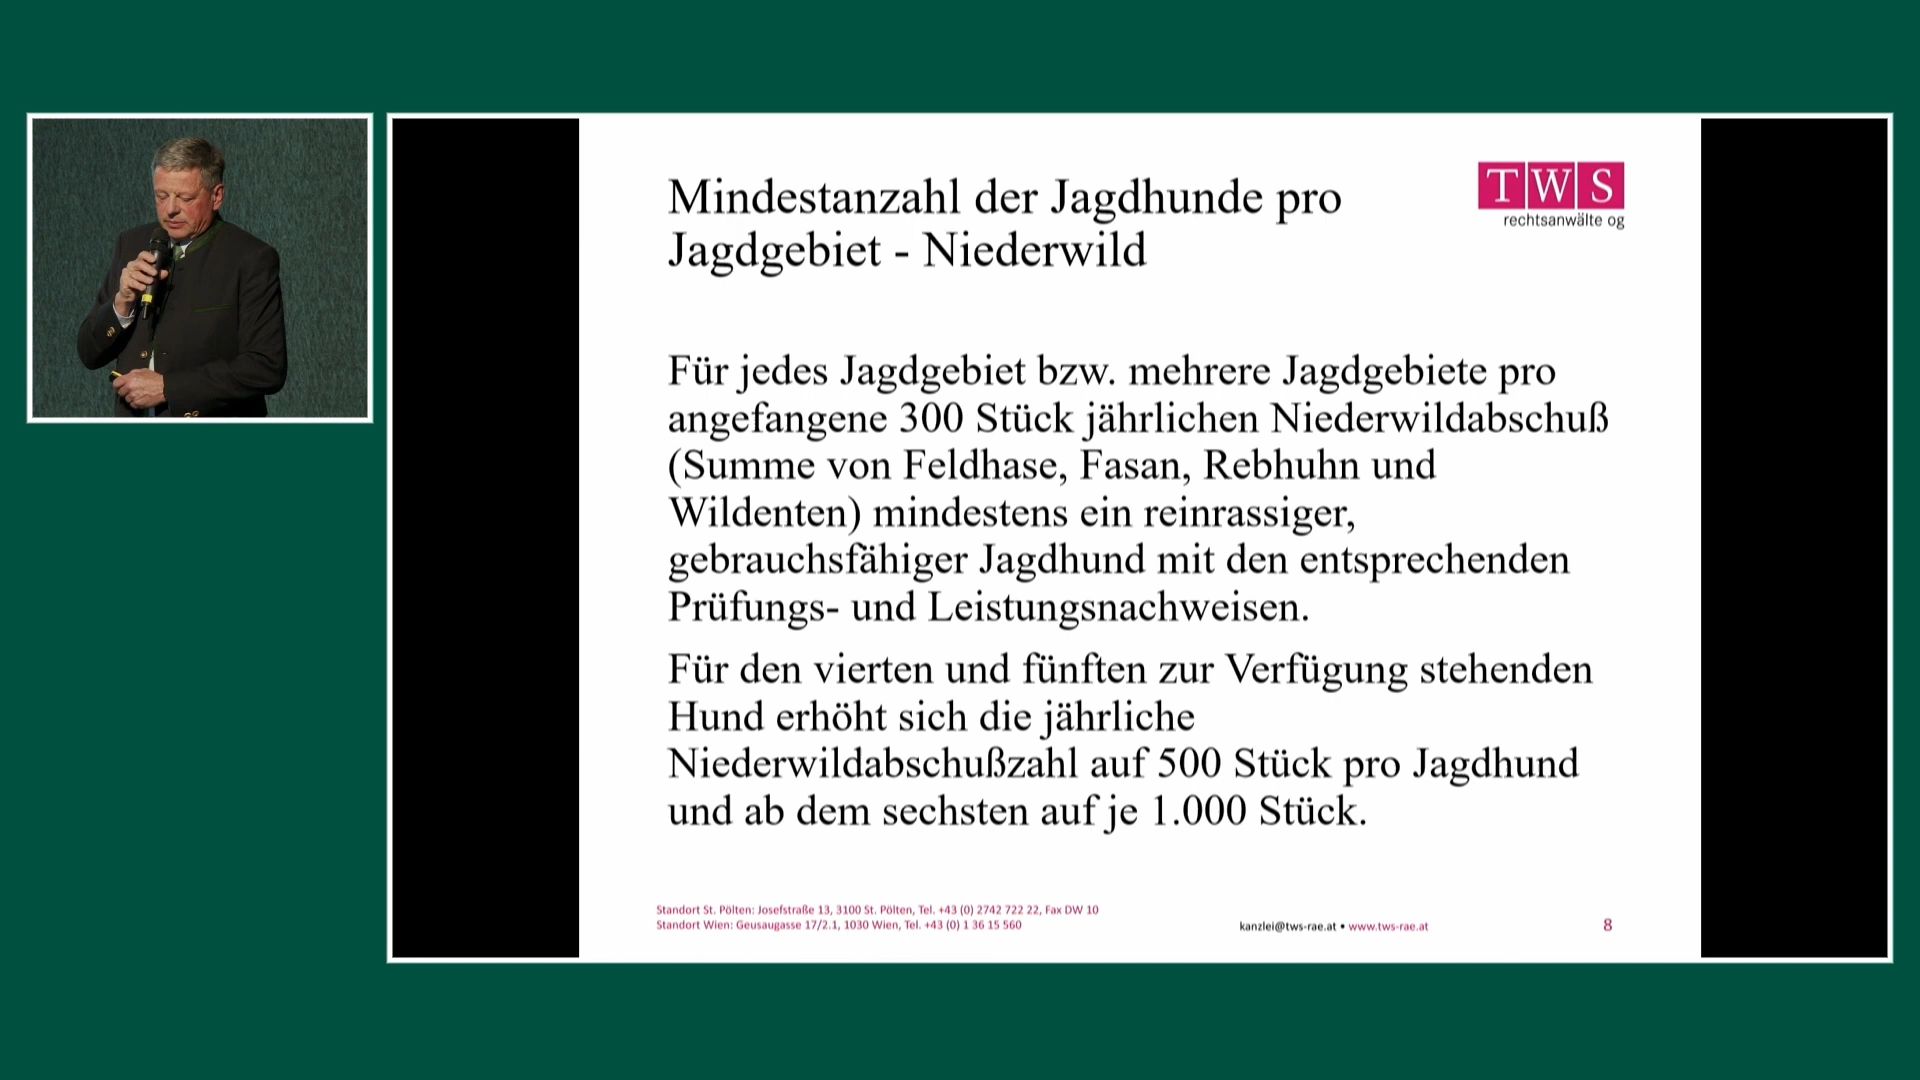 Mindestanzahl der Jagdhunde pro
Jagdgebiet - Niederwild
TWS
rechtsanwälte og
Für jedes Jagdgebiet bzw. mehrere Jagdgebiete pro
angefangene 300 Stück jährlichen Niederwildabschuß
(Summe von Feldhase, Fasan, Rebhuhn und
Wildenten) mindestens ein reinrassiger,
gebrauchsfähiger Jagdhund mit den entsprechenden
Prüfungs- und Leistungsnachweisen.
Für den vierten und fünften zur Verfügung stehenden
Hund erhöht sich die jährliche
Niederwildabschußzahl auf 500 Stück pro Jagdhund
und ab dem sechsten auf je 1.000 Stück.
Standort St. Pölten: Josefstraße 13, 3100 St. Pölten, Tel. +43 (0) 2742 722 22, Fax DW 10
Standort Wien: Geusaugasse 17/2.1, 1030 Wien, Tel. +43 (0) 1 36 15 560
kanzlei@tws-rae.at • www.tws-rae.at
8